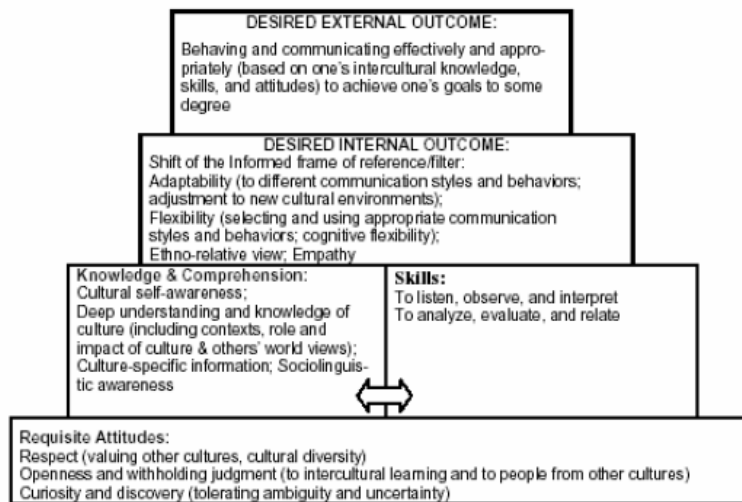 DESIRED EXTERNAL OUTCOME:
Behaving and communicating effectively and appro-
priately (based on one's intercultural knowledge,
skills, and attitudes) to achieve one's goals to some
degree
DESIRED INTERNAL OUTCOME:
Shift of the Informed frame of reference/filter:
Adaptability (to different communication styles and behaviors;
adjustment to new cultural environments);
Flexibility (selecting and using appropriate communication
styles and behaviors; cognitive flexibility);
Ethno-relative view; Empathy
Knowledge & Comprehension:
Cultural self-awareness;
Deep understanding and knowledge of
culture (including contexts, role and
impact of culture & others' world views);
Culture-specific information; Sociolinguis-
tic awareness
Skills:
To listen, observe, and interpret
To analyze, evaluate, and relate
Requisite Attitudes:
Respect (valuing other cultures, cultural diversity)
Openness and withholding judgment (to intercultural learning and to people from other cultures)
Curiosity and discovery (tolerating ambiguity and uncertainty)